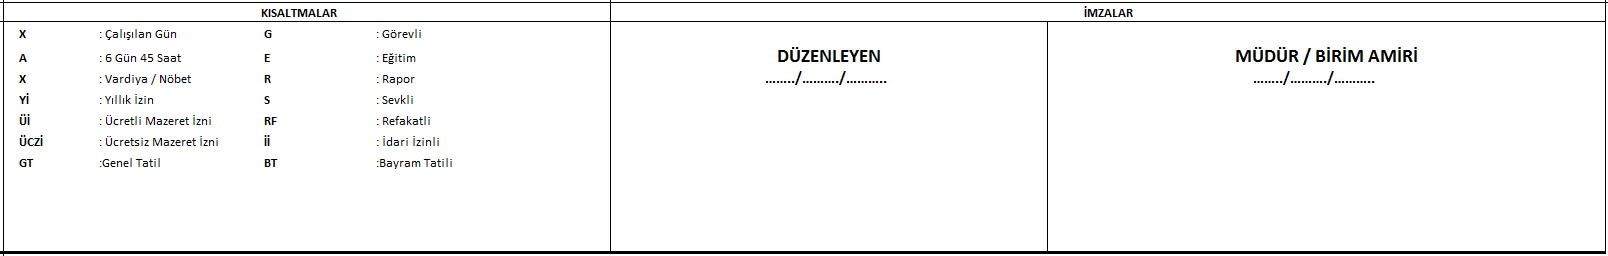 KISALTMALAR İMZALAR
X : Çalışılan Gün G : Görevli
A : 6 Gün 45 Saat E : Eğitim
X : Vardiya / Nöbet R : Rapor
Yİ : Yıllık İzin S : Sevkli
Üİ : Ücretli Mazeret İzni RF : Refakatli
ÜCZİ : Ücretsiz Mazeret İzni İİ : İdari İzinli
GT :Genel Tatil BT :Bayram Tatili
DÜZENLEYEN
......../........./...........
MÜDÜR / BİRİM AMİRİ
......../........./...........